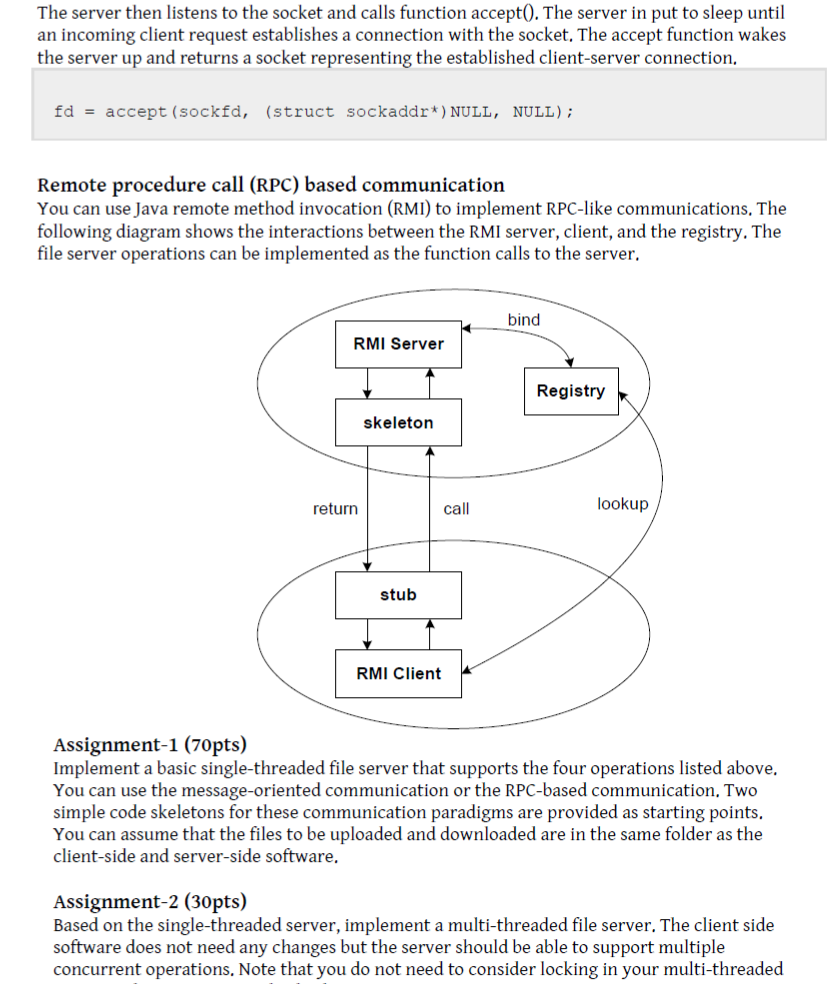 The server then listens to the socket and calls function accept(). The server in put to sleep until
an incoming client request establishes a connection with the socket. The accept function wakes
the server up and returns a socket representing the established client-server connection.
fd = accept(sockfd, (struct sockaddr*)NULL, NULL);
Remote procedure call (RPC) based communication
You can use Java remote method invocation (RMI) to implement RPC-like communications. The
following diagram shows the interactions between the RMI server, client, and the registry. The
file server operations can be implemented as the function calls to the server.
bind
RMI Server
Registry
skeleton
return
call
lookup
stub
RMI Client
Assignment-1 (70pts)
Implement a basic single-threaded file server that supports the four operations listed above.
You can use the message-oriented communication or the RPC-based communication. Two
simple code skeletons for these communication paradigms are provided as starting points.
You can assume that the files to be uploaded and downloaded are in the same folder as the
client-side and server-side software.
Assignment-2 (30pts)
Based on the single-threaded server, implement a multi-threaded file server. The client side
software does not need any changes but the server should be able to support multiple
concurrent operations. Note that you do not need to consider locking in your multi-threaded